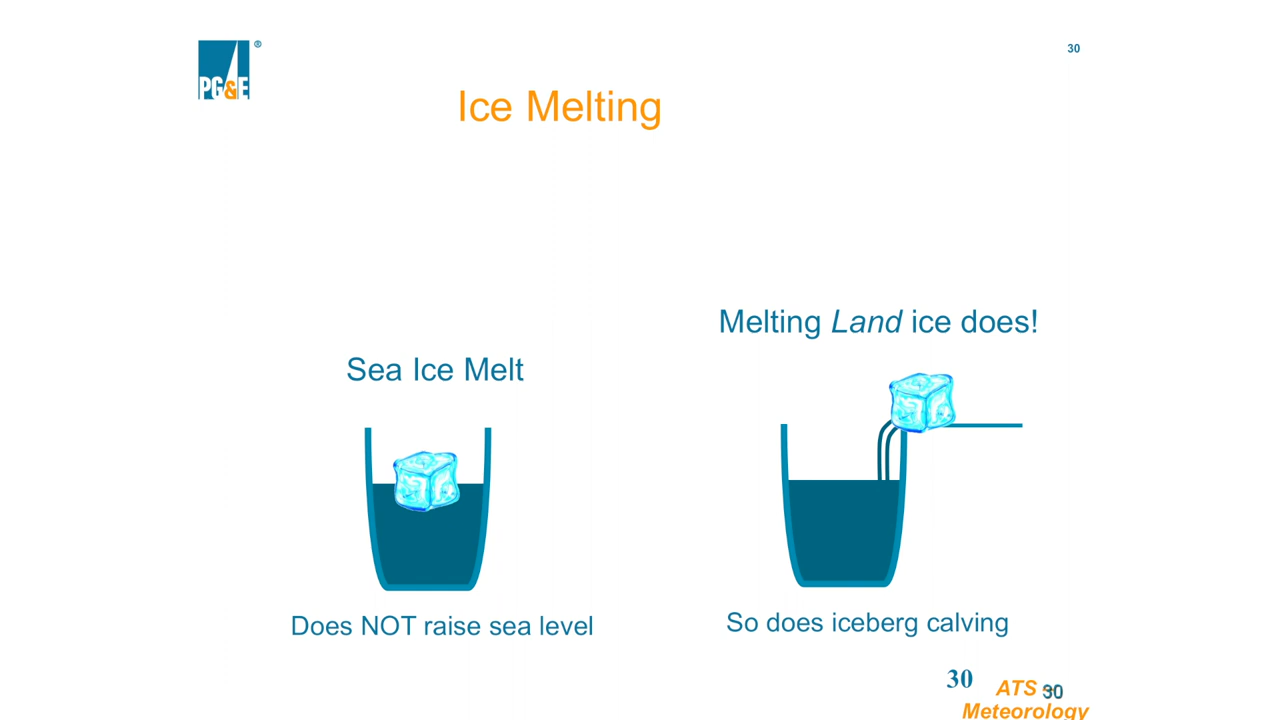 PG&E®
30
Ice Melting
Melting Land ice does!
Sea Ice Melt
Does NOT raise sea level
So does iceberg calving
30
ATS
30
Meteorology